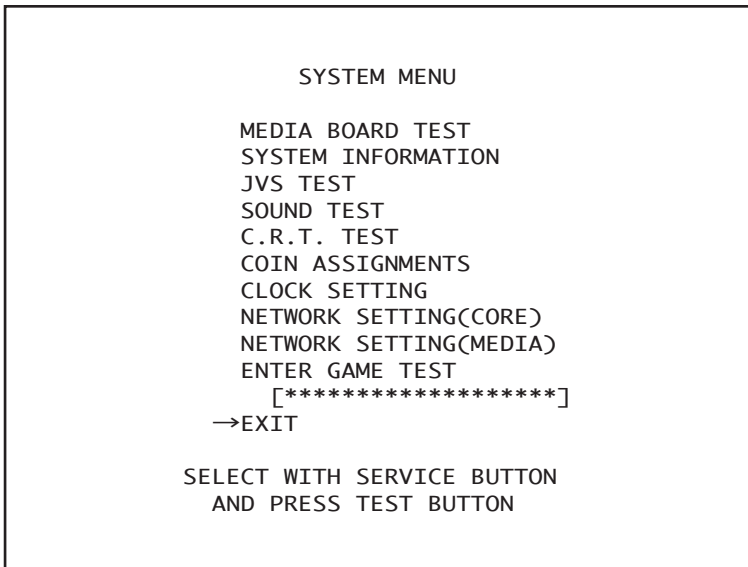 SYSTEM MENU
MEDIA BOARD TEST
SYSTEM INFORMATION
JVS TEST
SOUND TEST
C.R.T. TEST
COIN ASSIGNMENTS
CLOCK SETTING
NETWORK SETTING(CORE)
NETWORK SETTING(MEDIA)
ENTER GAME TEST
[*******************]
→EXIT
SELECT WITH SERVICE BUTTON
AND PRESS TEST BUTTON